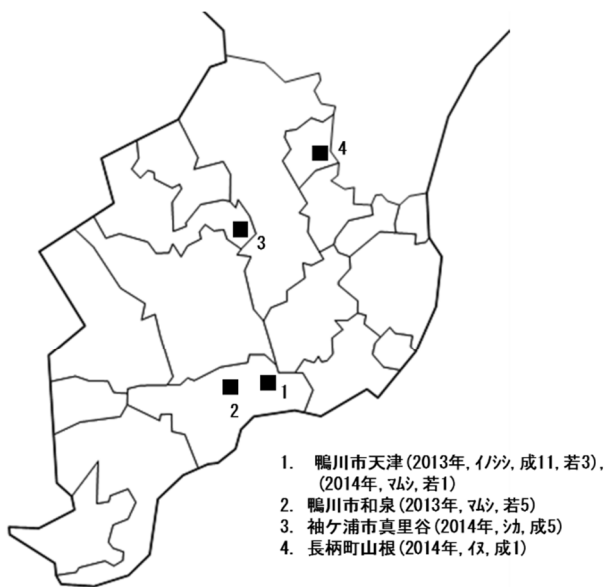 4
3
1
2
1. 鴨川市天津(2013年, ｲﾉｼｼ, 成11, 若3),
(2014年, ﾏﾑｼ, 若1)
2. 鴨川市和泉(2013年, ﾏﾑｼ, 若5)
3. 袖ケ浦市真里谷(2014年, ｼｶ, 成5)
4. 長柄町山根(2014年, ｲﾇ, 成1)